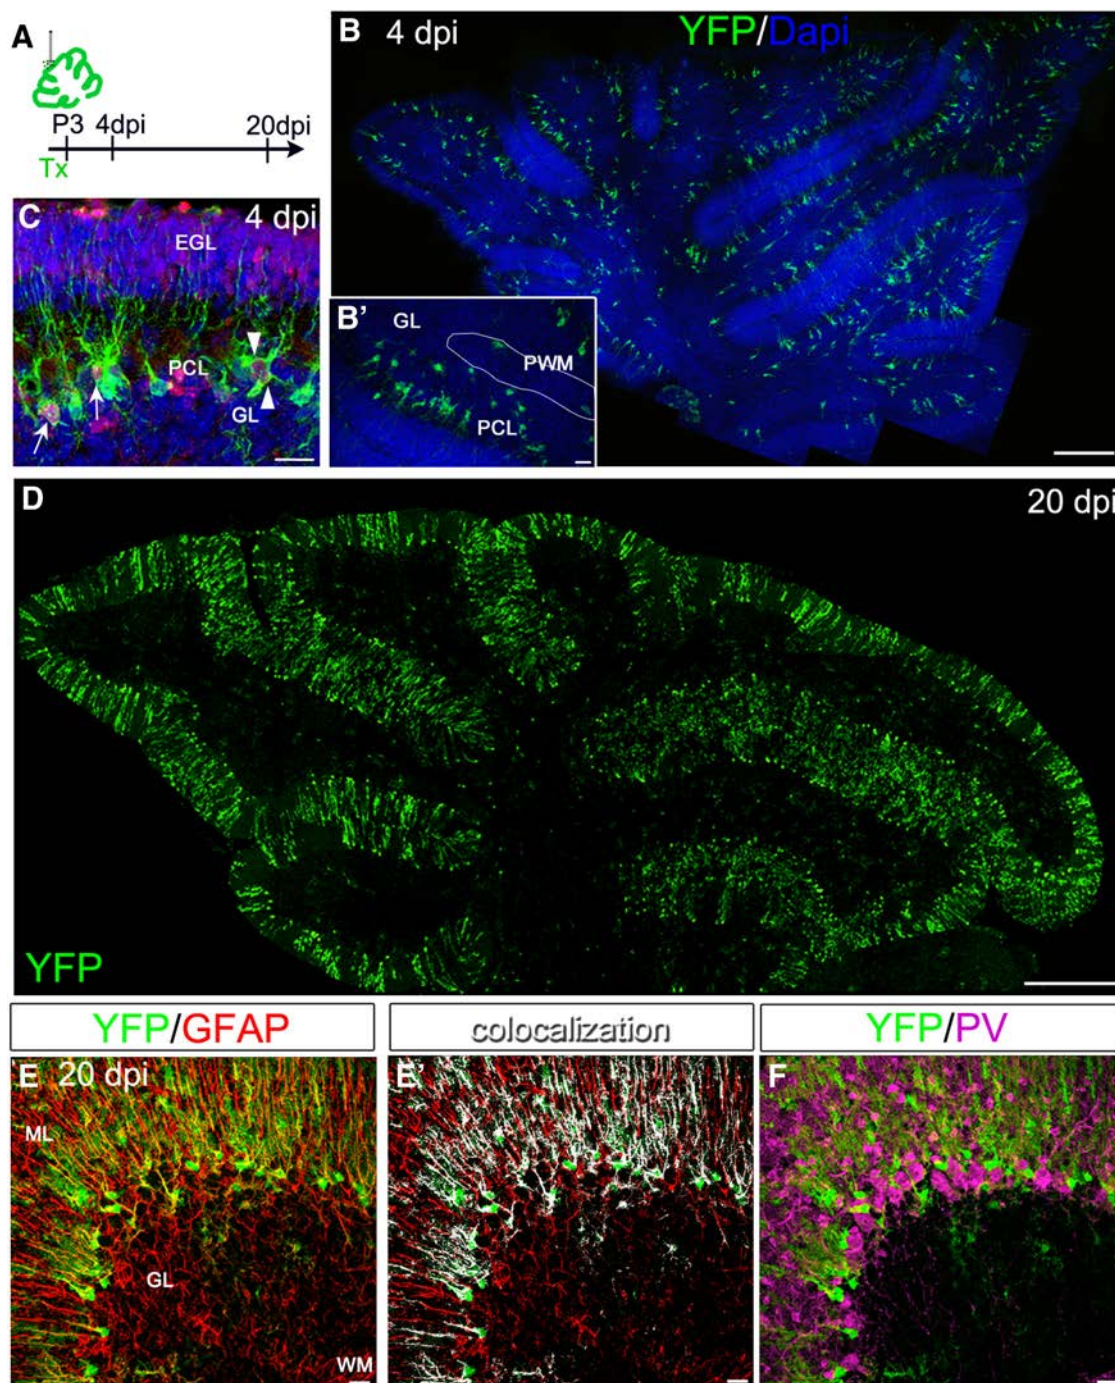 A
P3 4dpi 20dpi
Tx
B 4 dpi YFP/Dapi
C 4 dpi
EGL
PCL
GL
B'
GL
PWM
PCL
D 20 dpi
YFP
YFP/GFAP
colocalization
YFP/PV
E 20 dpi
ML
GL
WM
E'
F